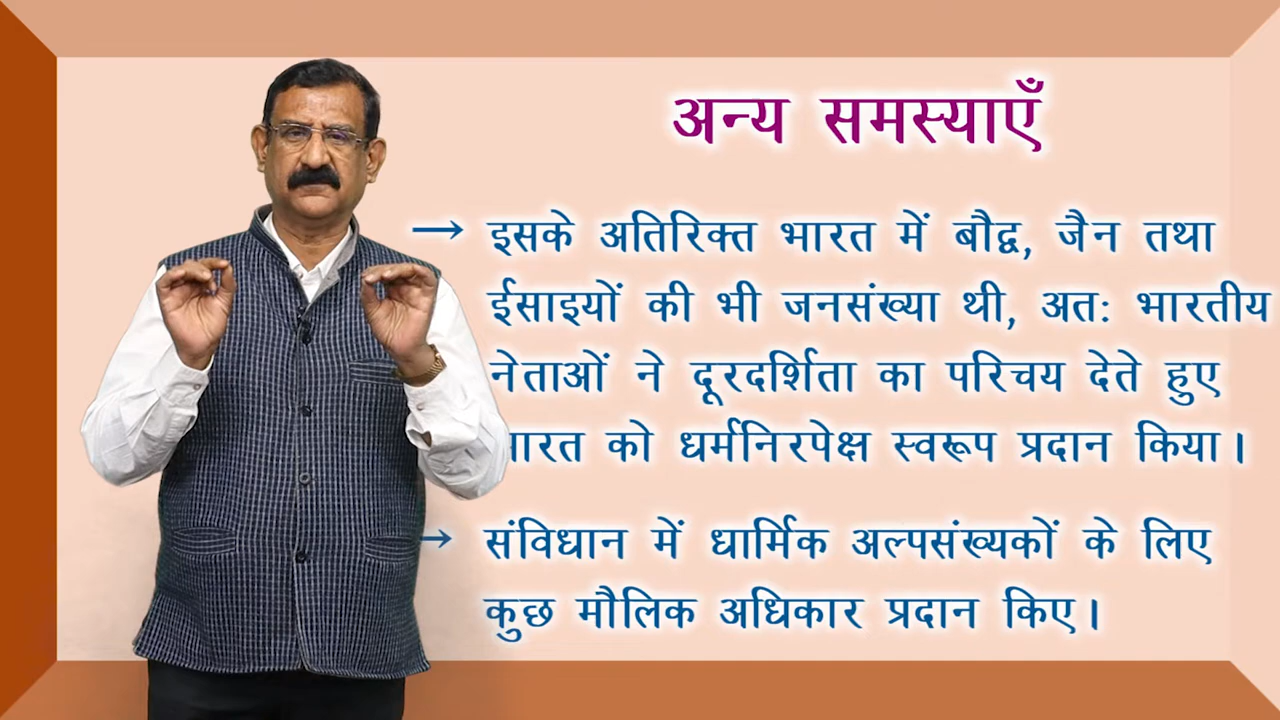 अन्य समस्याएँ
→ इसके अतिरिक्त भारत में बौद्व, जैन तथा
ईसाइयों की भी जनसंख्या थी, अतः भारतीय
नेताओं ने दूरदर्शिता का परिचय देते हुए
भारत को धर्मनिरपेक्ष स्वरूप प्रदान किया।
→ संविधान में धार्मिक अल्पसंख्यकों के लिए
कुछ मौलिक अधिकार प्रदान किए।